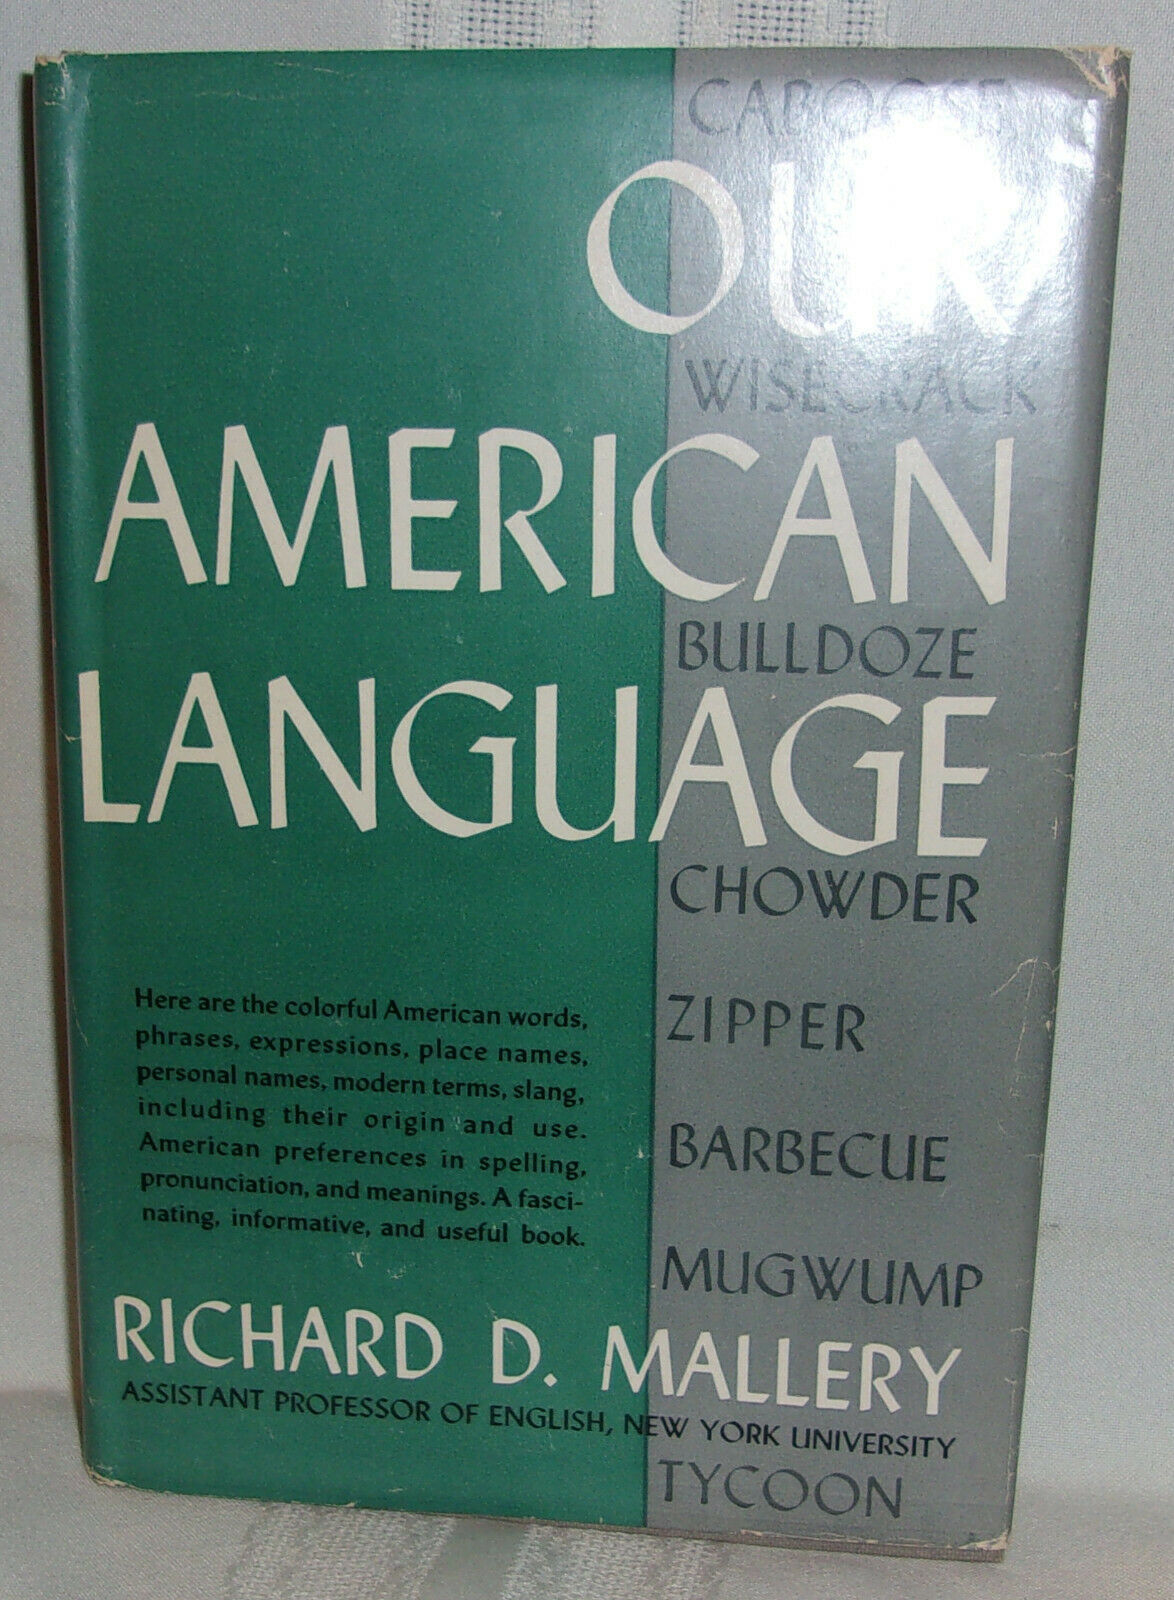 CABOOSE
OUR
WISECRACK
AMERICAN
BULLDOZE
LANGUAGE
CHOWDER
ZIPPER
BARBECUE
MUGWUMP
Here are the colorful American words,
phrases, expressions, place names,
personal names, modern terms, slang,
including their origin and use.
American preferences in spelling,
pronunciation, and meanings. A fasci-
nating, informative, and useful book.
RICHARD D. MALLERY
ASSISTANT PROFESSOR OF ENGLISH, NEW YORK UNIVERSITY
TYCOON